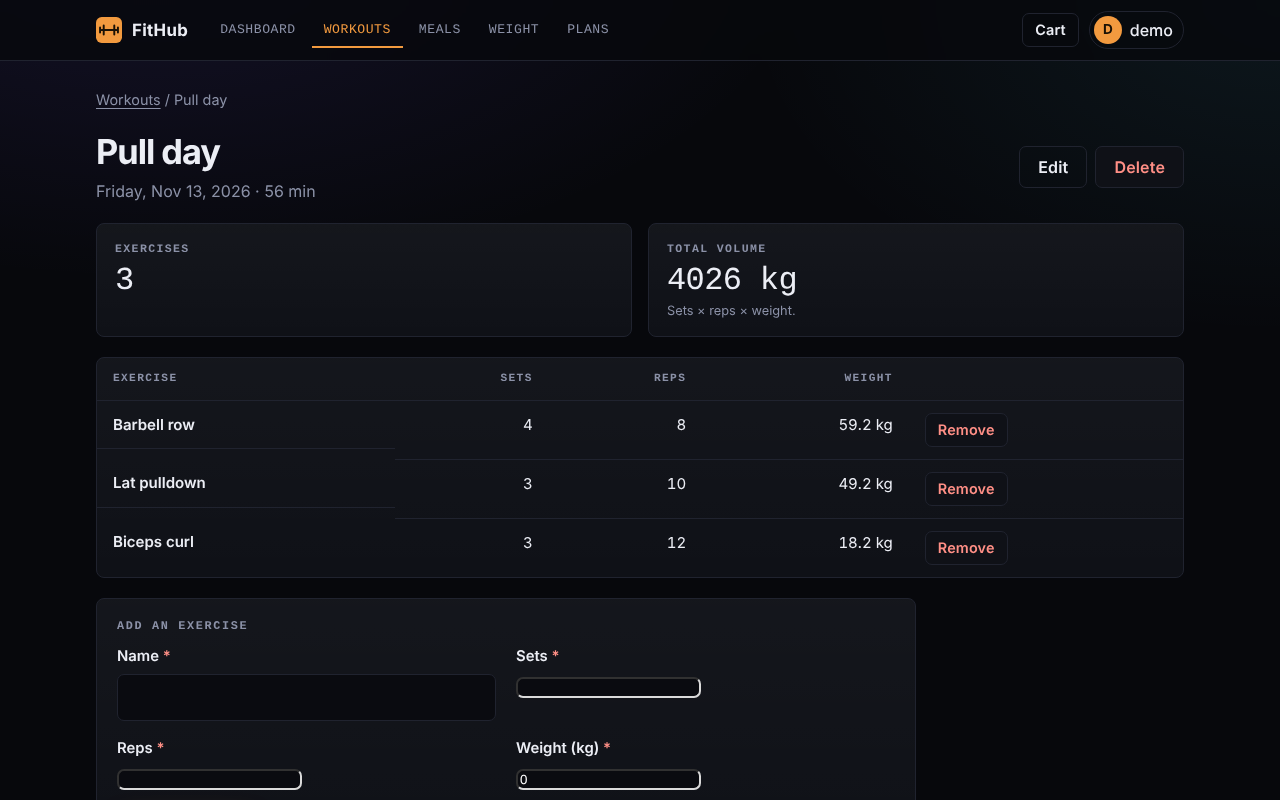 FitHub DASHBOARD WORKOUTS MEALS WEIGHT PLANS Cart D demo
Workouts / Pull day
Pull day
Edit Delete
Friday, Nov 13, 2026 · 56 min
EXERCISES
3
TOTAL VOLUME
4026 kg
Sets × reps × weight.
EXERCISE SETS REPS WEIGHT
Barbell row 4 8 59.2 kg Remove
Lat pulldown 3 10 49.2 kg Remove
Biceps curl 3 12 18.2 kg Remove
ADD AN EXERCISE
Name * Sets *
Reps * Weight (kg) *
0